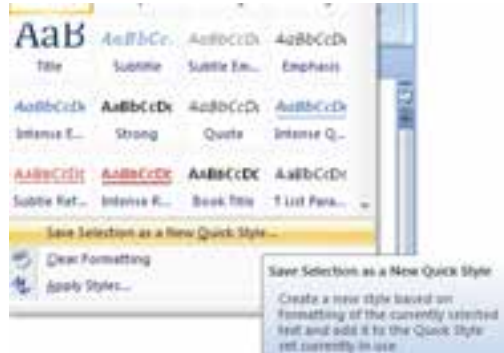 AaB AaBbCc. AaBbCcDc AaBbCcDc
Title Subtitle Subtle Em... Emphasis
AaBbCcDc AaBbCcDc AaBbCcDc AaBbCcDc
Intense E... Strong Quote Intense Q...
AaBbCcDc AaBbCcDc AaBbCcDc AaBbCcDc
Subtle Ref... Intense R... Book Title ¶ List Para...
Save Selection as a New Quick Style...
Clear Formatting
Apply Styles...
Save Selection as a New Quick Style
Create a new style based on
formatting of the currently selected
text and add it to the Quick Style
set currently in use